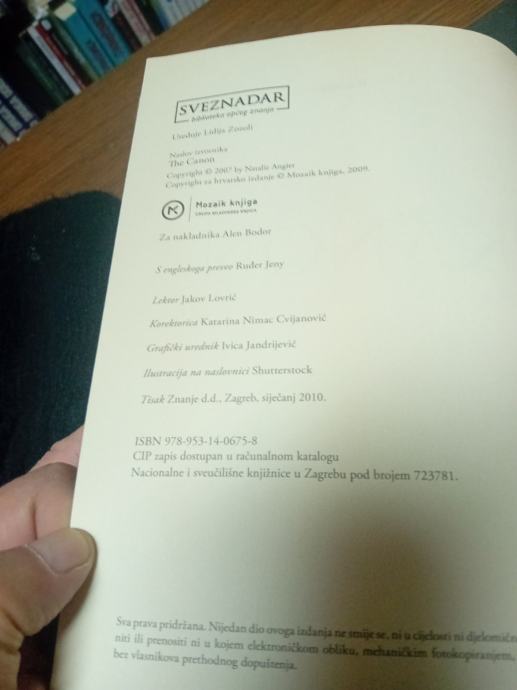 SVEZNADAR
biblioteka općeg znanja
Uređuje Lidija Zozoli
Naslov izvornika
The Canon
Copyright © 2007 by Natalie Angier
Copyright za hrvatsko izdanje © Mozaik knjiga, 2009.
Mozaik knjiga
GRUPA MLADINSKA KNJIGA
Za nakladnika Alen Bodor
S engleskoga preveo Ruđer Jeny
Lektor Jakov Lovrić
Korektorica Katarina Nimac Cvijanović
Grafički urednik Ivica Jandrijević
Ilustracija na naslovnici Shutterstock
Tisak Znanje d.d., Zagreb, siječanj 2010.
ISBN 978-953-14-0675-8
CIP zapis dostupan u računalnom katalogu
Nacionalne i sveučilišne knjižnice u Zagrebu pod brojem 723781.
Sva prava pridržana. Nijedan dio ovoga izdanja ne smije se, ni u cijelosti ni djelomičn
niti ili prenositi ni u kojem elektroničkom obliku, mehaničkim fotokopiranjem,
bez vlasnikova prethodnog dopuštenja.